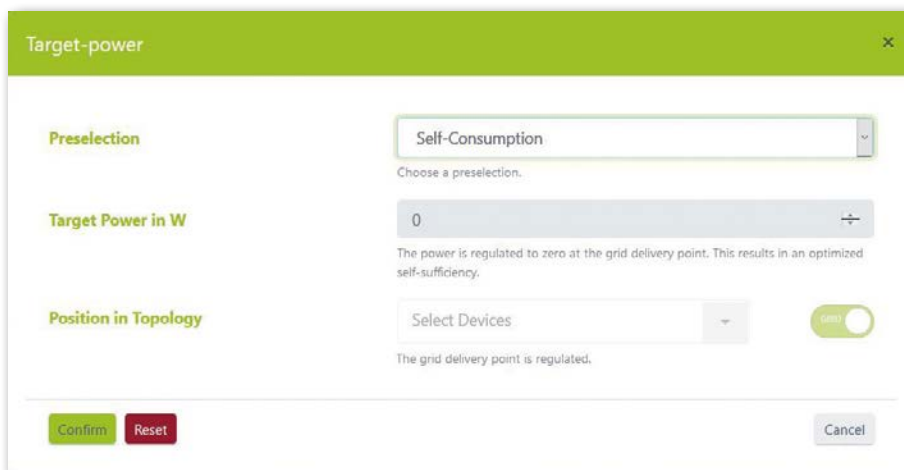 Target-power ×
Preselection
Self-Consumption
Choose a preselection.
Target Power in W
0
The power is regulated to zero at the grid delivery point. This results in an optimized
self-sufficiency.
Position in Topology
Select Devices
GRID
The grid delivery point is regulated.
Confirm
Reset
Cancel